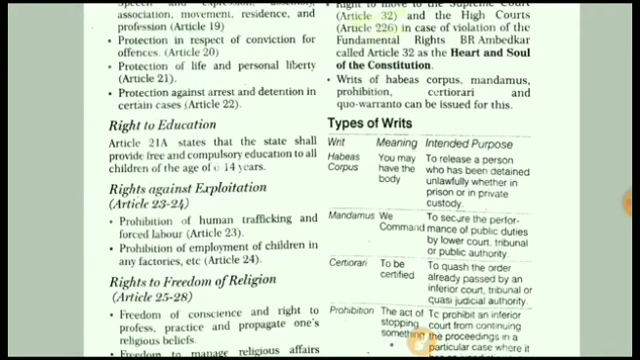 Speech and expression, assembly,
association, movement, residence, and
profession (Article 19)
• Protection in respect of conviction for
offences. (Article 20)
• Protection of life and personal liberty
(Article 21).
• Protection against arrest and detention in
certain cases (Article 22).
Right to Education
Article 21A states that the state shall
provide free and compulsory education to all
children of the age of 14 years.
Rights against Exploitation
(Article 23-24)
• Prohibition of human trafficking and
forced labour (Article 23).
• Prohibition of employment of children in
any factories, etc (Article 24).
Rights to Freedom of Religion
(Article 25-28)
• Freedom of conscience and right to
profess, practice and propagate one's
religious beliefs.
• Freedom to manage religious affairs
• Right to move to the Supreme Court
(Article 32) and the High Courts
(Article 226) in case of violation of the
Fundamental Rights BR Ambedkar
called Article 32 as the Heart and Soul
of the Constitution.
• Writs of habeas corpus, mandamus,
prohibition, certiorari and
quo-warranto can be issued for this.
Types of Writs
Writ Meaning Intended Purpose
Habeas You may To release a person
Corpus have the who has been detained
body unlawfully whether in
prison or in private
custody.
Mandamus We To secure the perfor-
Command mance of public duties
by lower court, tribunal
or public authority.
Certiorari To be To quash the order
certified already passed by an
inferior court, tribunal or
quasi judicial authority.
Prohibition The act of To prohibit an inferior
stopping court from continuing
something the proceedings in a
particular case where it